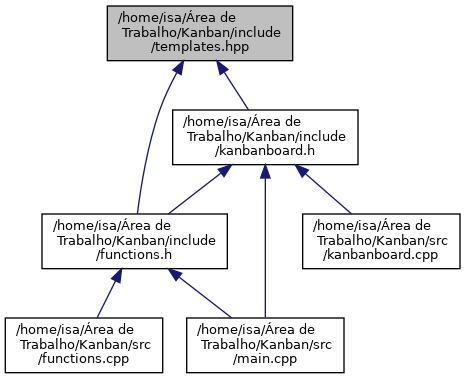 /home/isa/Área de
Trabalho/Kanban/include
/templates.hpp
/home/isa/Área de
Trabalho/Kanban/include
/kanbanboard.h
/home/isa/Área de
Trabalho/Kanban/include
/functions.h
/home/isa/Área de
Trabalho/Kanban/src
/kanbanboard.cpp
/home/isa/Área de
Trabalho/Kanban/src
/functions.cpp
/home/isa/Área de
Trabalho/Kanban/src
/main.cpp